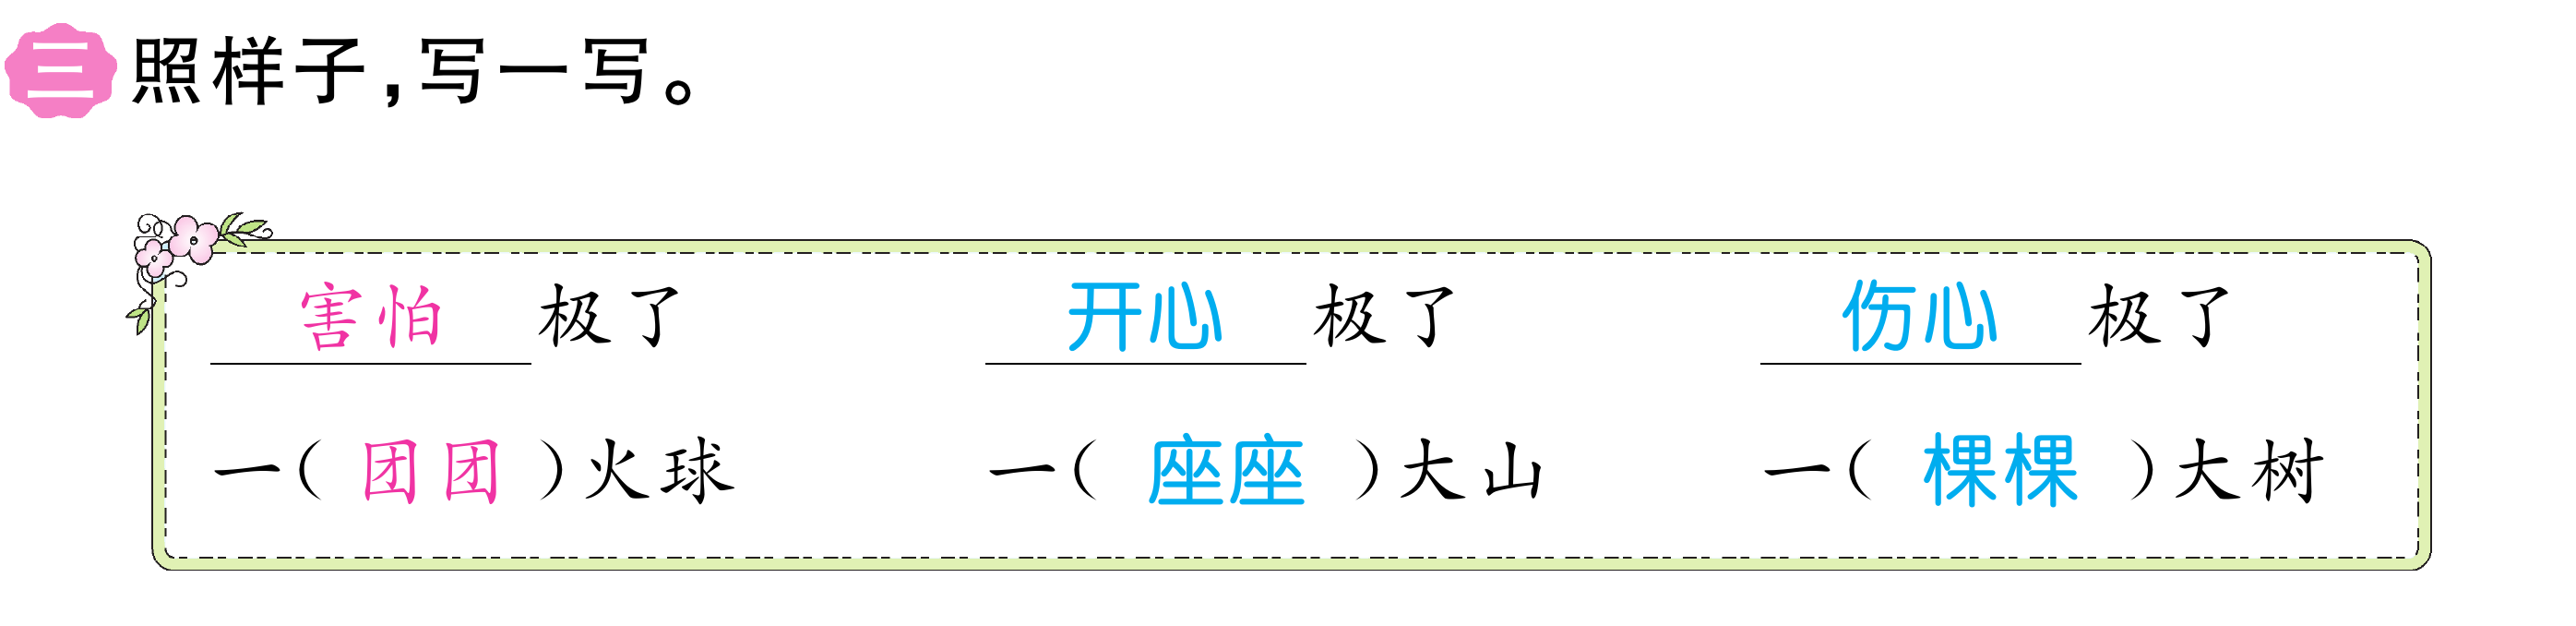 三 照样子,写一写。
害怕极了 开心极了 伤心极了
一(团团)火球 一(座座)大山 一(棵棵)大树